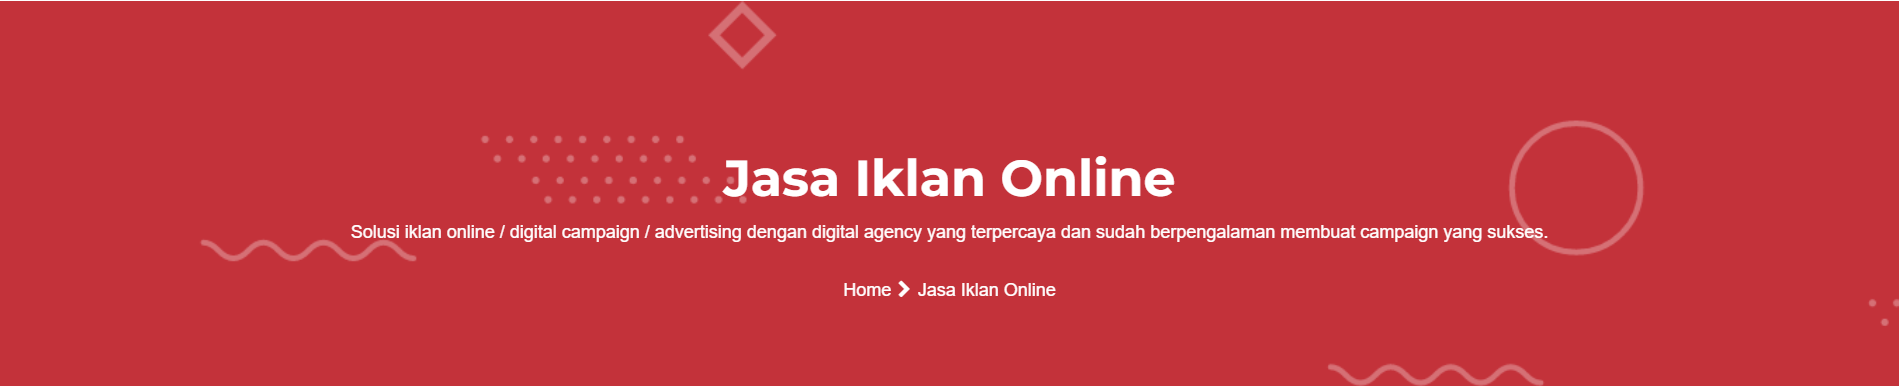 Jasa Iklan Online
Solusi iklan online / digital campaign / advertising dengan digital agency yang terpercaya dan sudah berpengalaman membuat campaign yang sukses.
Home > Jasa Iklan Online